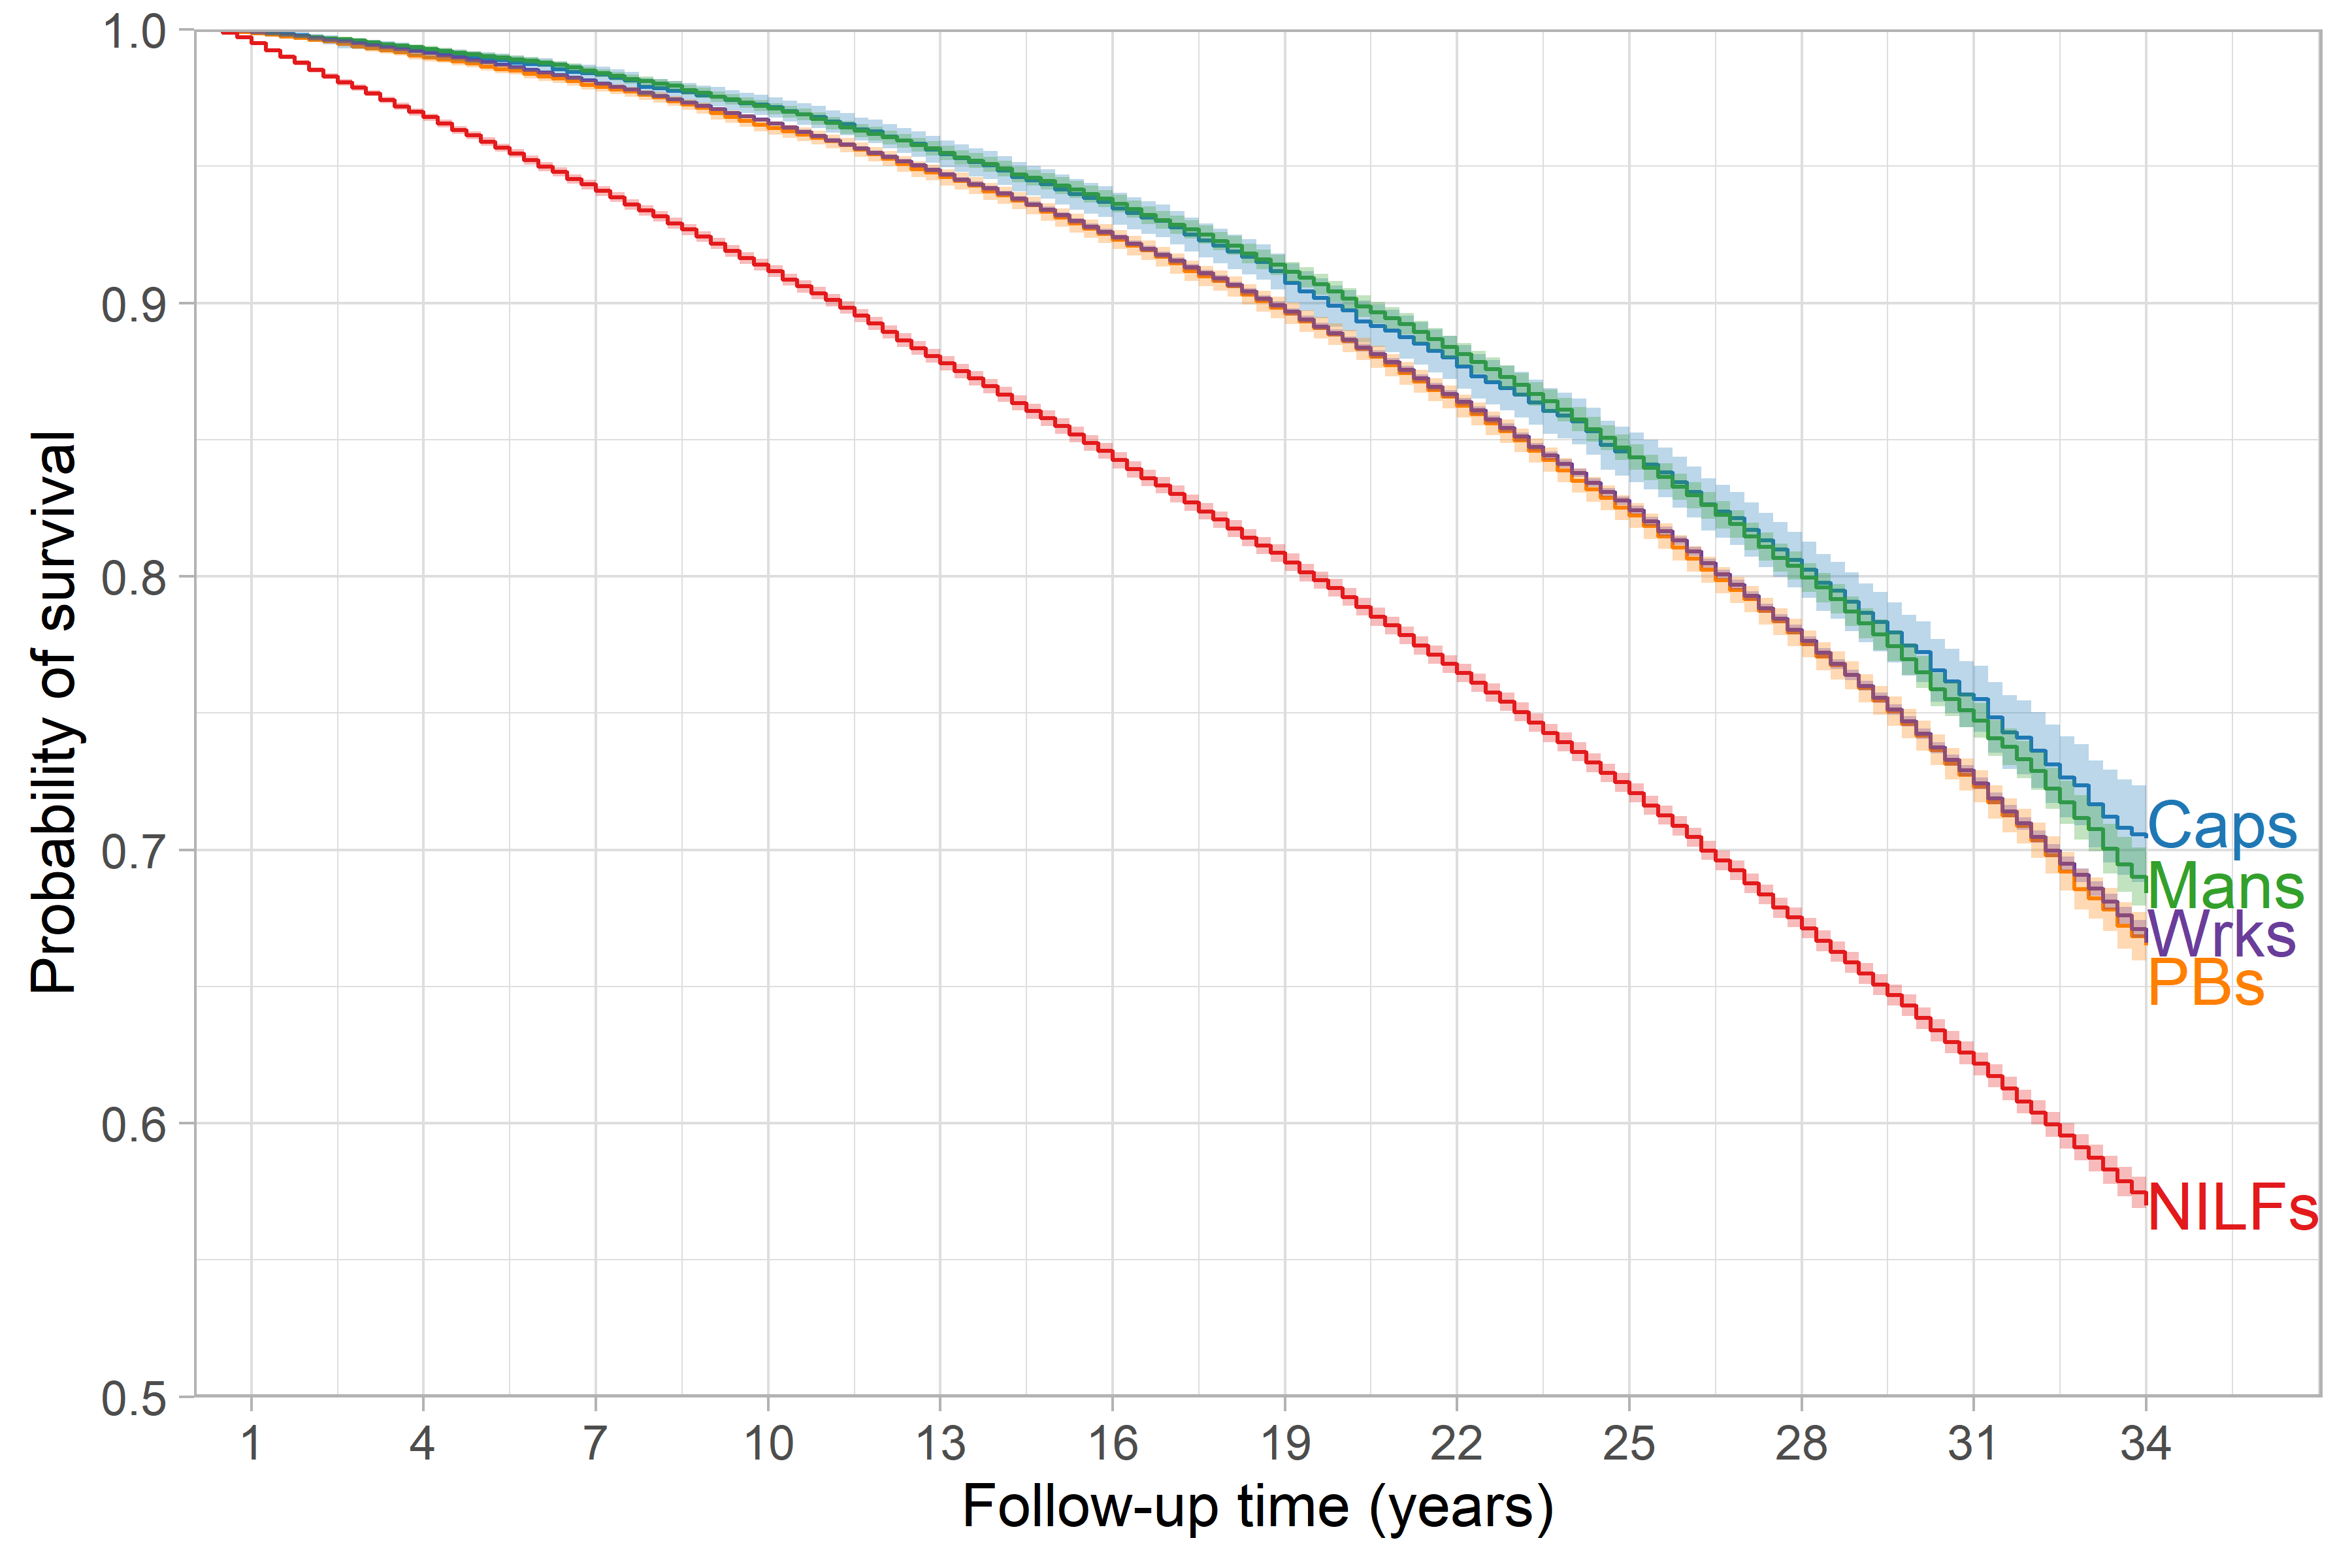 Probability of survival
1.0
0.9
0.8
0.7
0.6
0.5
Caps
Mans
Wrks
PBs
NILFs
1 4 7 10 13 16 19 22 25 28 31 34
Follow-up time (years)